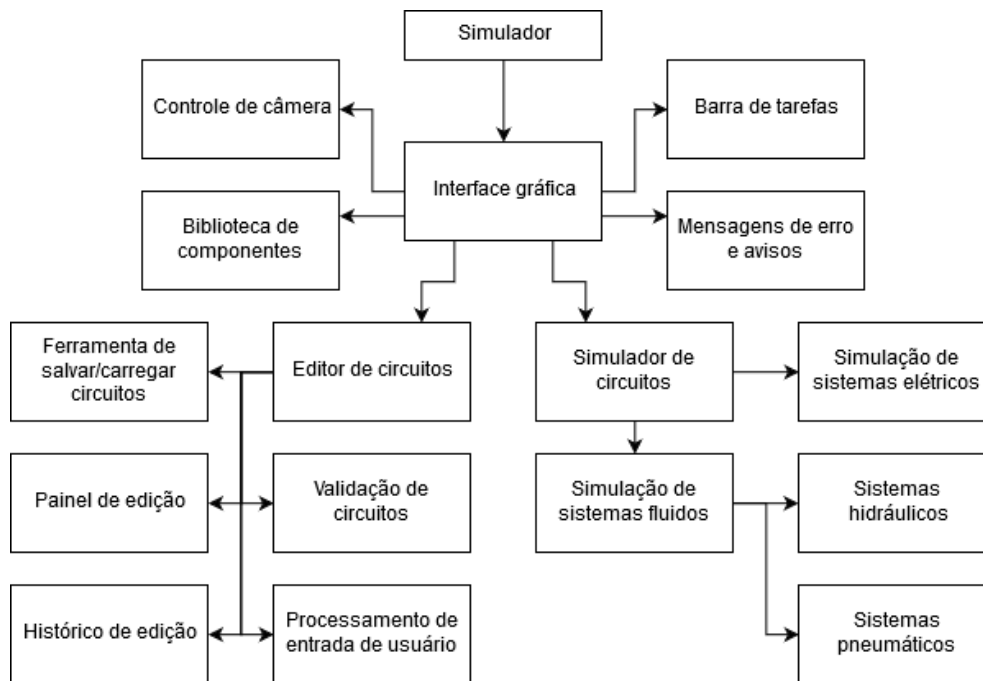 Simulador
Controle de câmera
Barra de tarefas
Interface gráfica
Biblioteca de
componentes
Mensagens de erro
e avisos
Ferramenta de
salvar/carregar
circuitos
Editor de circuitos
Simulador de
circuitos
Simulação de
sistemas elétricos
Painel de edição
Validação de
circuitos
Simulação de
sistemas fluidos
Sistemas
hidráulicos
Histórico de edição
Processamento de
entrada de usuário
Sistemas
pneumáticos